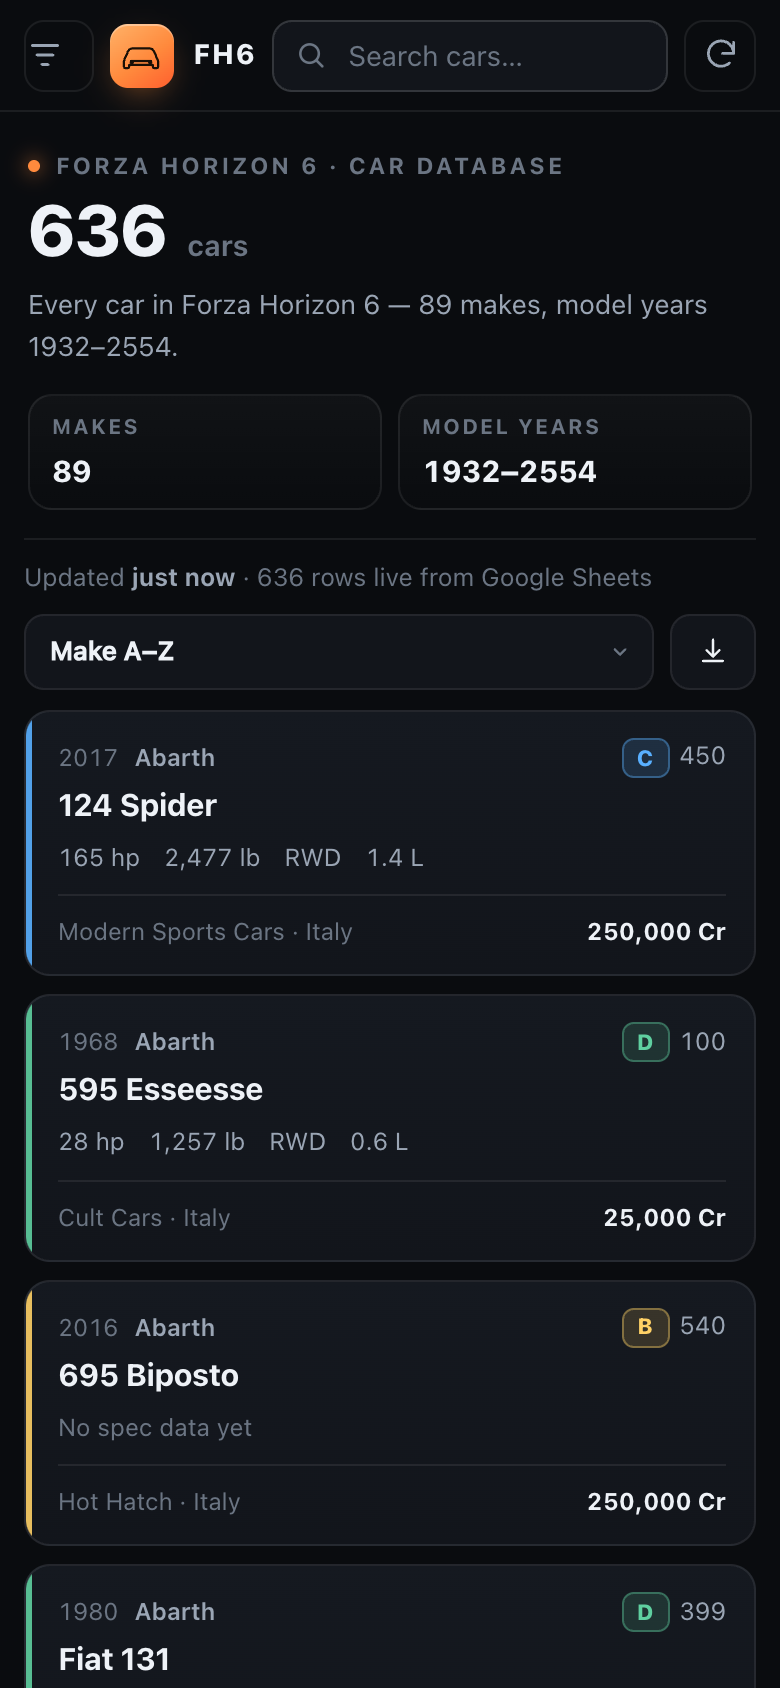 FH6 Search cars...
FORZA HORIZON 6 · CAR DATABASE
636 cars
Every car in Forza Horizon 6 — 89 makes, model years
1932–2554.
MAKES
89
MODEL YEARS
1932–2554
Updated just now · 636 rows live from Google Sheets
Make A–Z
2017 Abarth C 450
124 Spider
165 hp 2,477 lb RWD 1.4 L
Modern Sports Cars · Italy 250,000 Cr
1968 Abarth D 100
595 Esseesse
28 hp 1,257 lb RWD 0.6 L
Cult Cars · Italy 25,000 Cr
2016 Abarth B 540
695 Biposto
No spec data yet
Hot Hatch · Italy 250,000 Cr
1980 Abarth D 399
Fiat 131